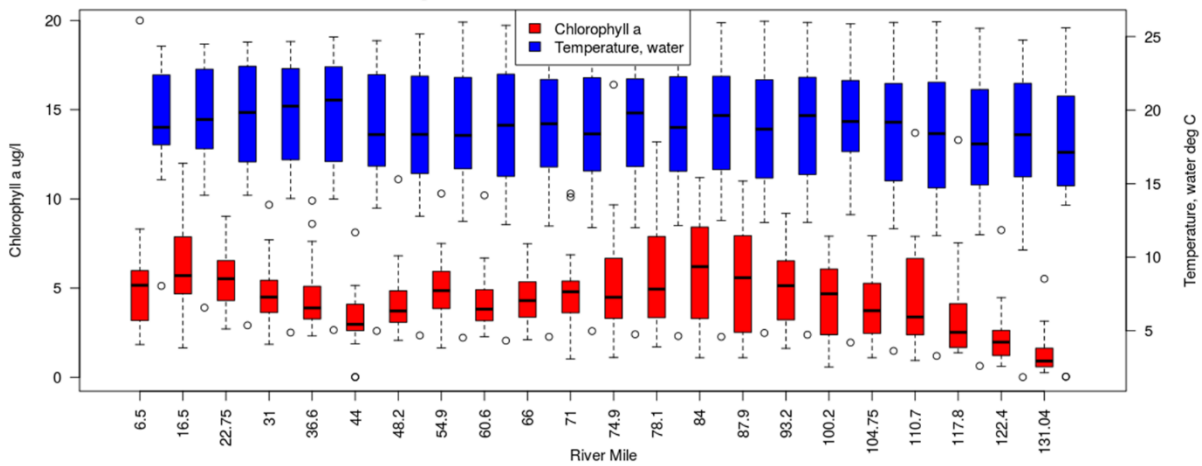 Chlorophyll a
Temperature, water
Chlorophyll a ug/l
20
15
10
5
0
25
20
15
10
5
Temperature, water deg C
6.5 16.5 22.75 31 36.6 44 48.2 54.9 60.6 66 71 74.9 78.1 84 87.9 93.2 100.2 104.75 110.7 117.8 122.4 131.04
River Mile